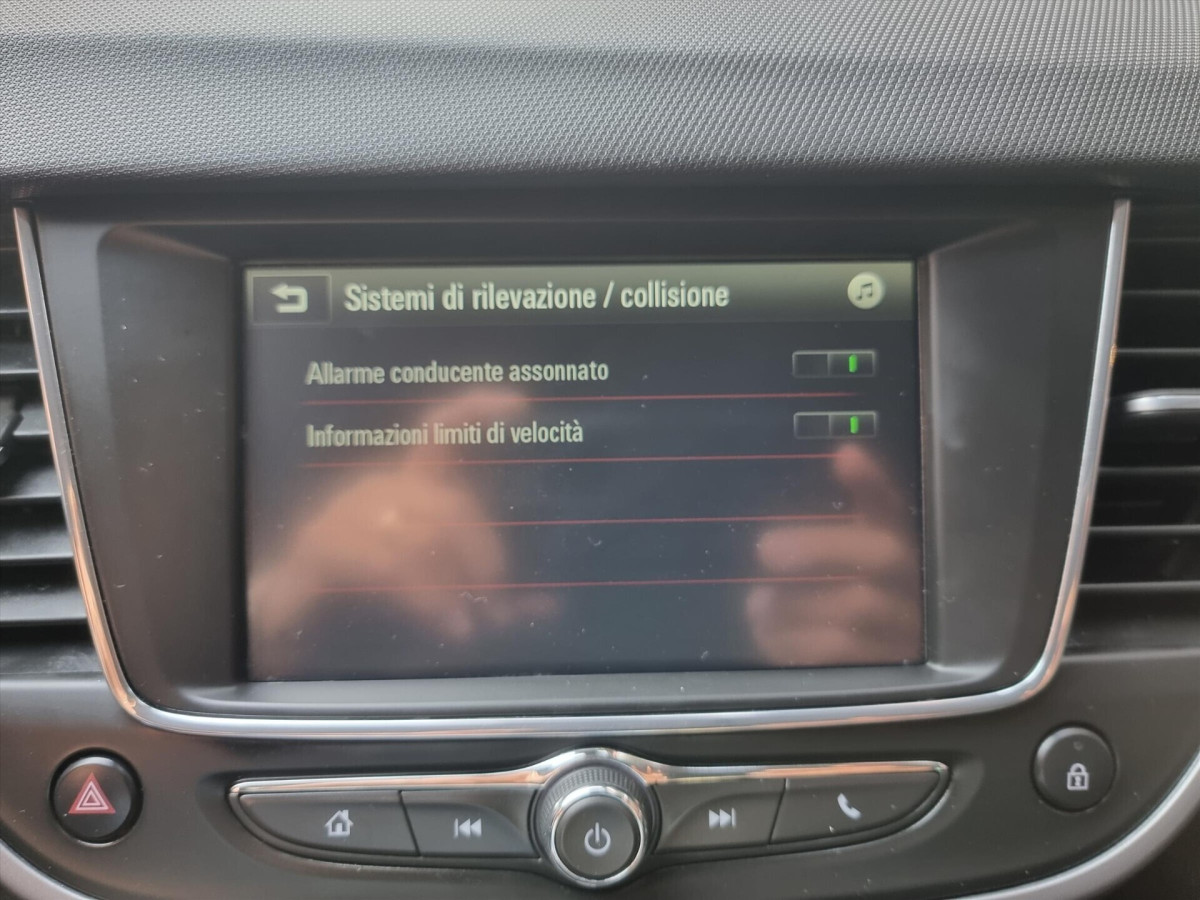 Sistemi di rilevazione / collisione
Allarme conducente assonnato
Informazioni limiti di velocità